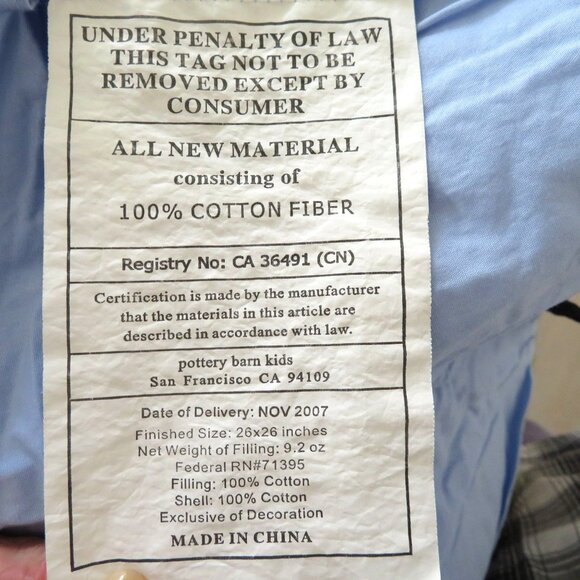 UNDER PENALTY OF LAW
THIS TAG NOT TO BE
REMOVED EXCEPT BY
CONSUMER
ALL NEW MATERIAL
consisting of
100% COTTON FIBER
Registry No: CA 36491 (CN)
Certification is made by the manufacturer
that the materials in this article are
described in accordance with law.
pottery barn kids
San Francisco CA 94109
Date of Delivery: NOV 2007
Finished Size: 26x26 inches
Net Weight of Filling: 9.2 oz
Federal RN#71395
Filling: 100% Cotton
Shell: 100% Cotton
Exclusive of Decoration
MADE IN CHINA